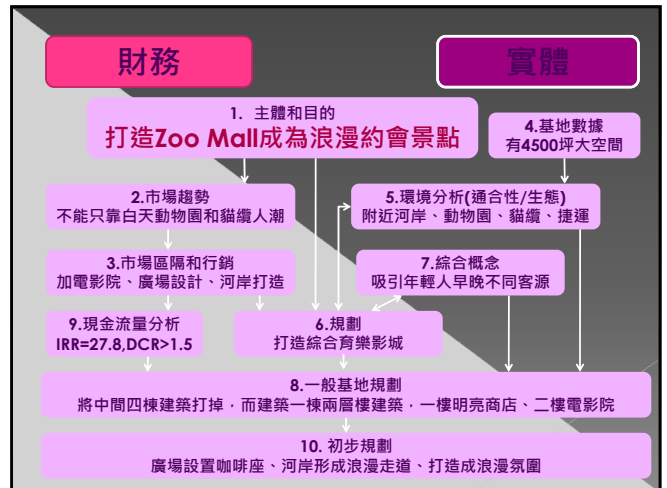 財務
實體
1. 主體和目的
打造Zoo Mall成為浪漫約會景點
4.基地數據
有4500坪大空間
2.市場趨勢
不能只靠白天動物園和貓纜人潮
5.環境分析(通合性/生態)
附近河岸、動物園、貓纜、捷運
3.市場區隔和行銷
加電影院、廣場設計、河岸打造
7.綜合概念
吸引年輕人早晚不同客源
9.現金流量分析
IRR=27.8,DCR>1.5
6.規劃
打造綜合育樂影城
8.一般基地規劃
將中間四棟建築打掉，而建築一棟兩層樓建築，一樓明亮商店、二樓電影院
10. 初步規劃
廣場設置咖啡座、河岸形成浪漫走道、打造成浪漫氛圍